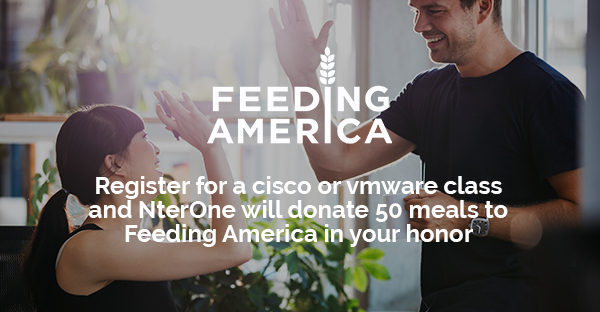 FEEDING
AMERICA
Register for a cisco or vmware class
and NterOne will donate 50 meals to
Feeding America in your honor